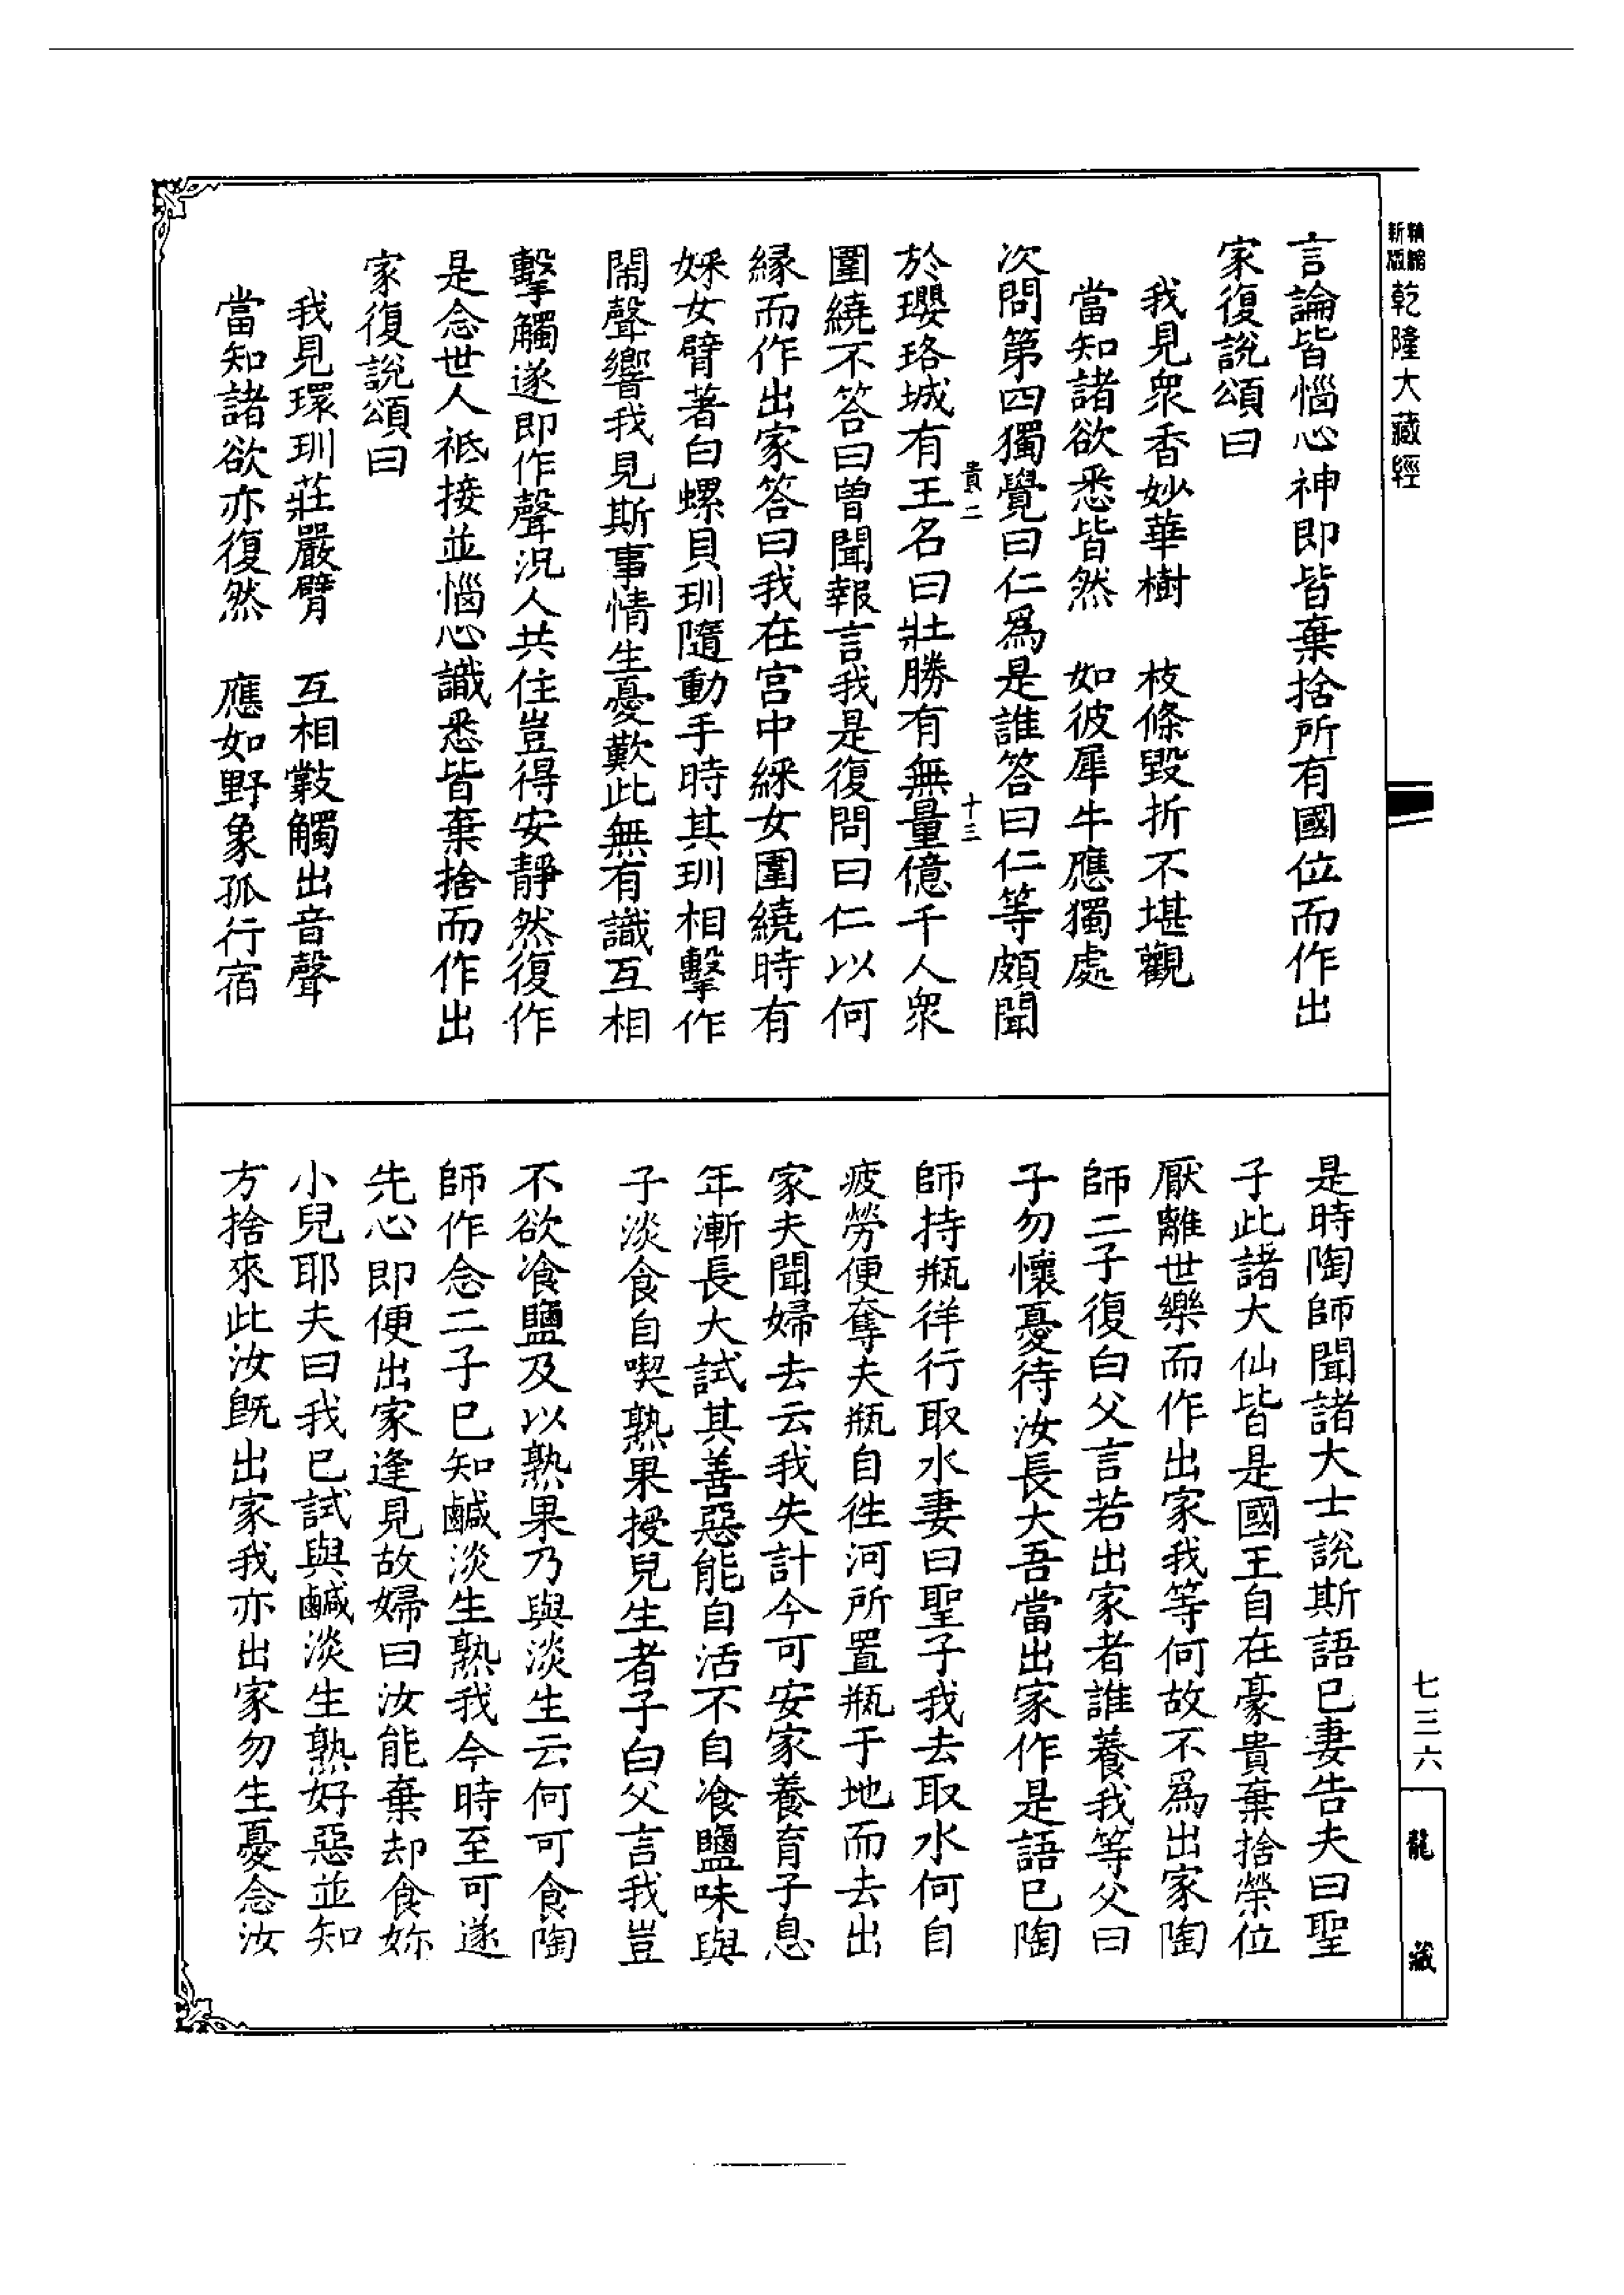 新精
版縮
乾隆大藏經
言論皆惱心神即皆棄捨所有國位而作出
家復說頌曰
我見衆香妙華樹　枝條毀折不堪觀
當知諸欲悉皆然　如彼犀牛應獨處
次問第四獨覺曰仁爲是誰答曰仁等頗聞
貴二　十三
於瓔珞城有王名曰壯勝有無量億千人衆
圍繞不答曰曾聞報言我是復問曰仁以何
縁而作出家答曰我在宮中綵女圍繞時有
婇女臂著白螺貝玔隨動手時其玔相擊作
鬧聲響我見斯事情生憂歎此無有識互相
擊觸遂即作聲況人共住豈得安靜然復作
是念世人祗接並惱心識悉皆棄捨而作出
家復說頌曰
我見環玔莊嚴臂　互相敤觸出音聲
當知諸欲亦復然　應如野象孤行宿
是時陶師聞諸大士說斯語已妻告夫曰聖
子此諸大仙皆是國王自在豪貴棄捨榮位
厭離世樂而作出家我等何故不爲出家陶
師二子復白父言若出家者誰養我等父曰
子勿懷憂待汝長大吾當出家作是語已陶
師持瓶徉行取水妻曰聖子我去取水何自
疲勞便奪夫瓶自徃河所置瓶于地而去出
家夫聞婦去云我失計今可安家養育子息
年漸長大試其善惡能自活不自飡鹽味與
子淡食自喫熟果授兒生者子白父言我豈
不欲飡鹽及以熟果乃與淡生云何可食陶
師作念二子已知鹹淡生熟我今時至可遂
先心即便出家逢見故婦曰汝能棄却食妳
小兒耶夫曰我已試與鹹淡生熟好惡並知
方捨來此汝旣出家我亦出家勿生憂念汝
七三六
龍藏